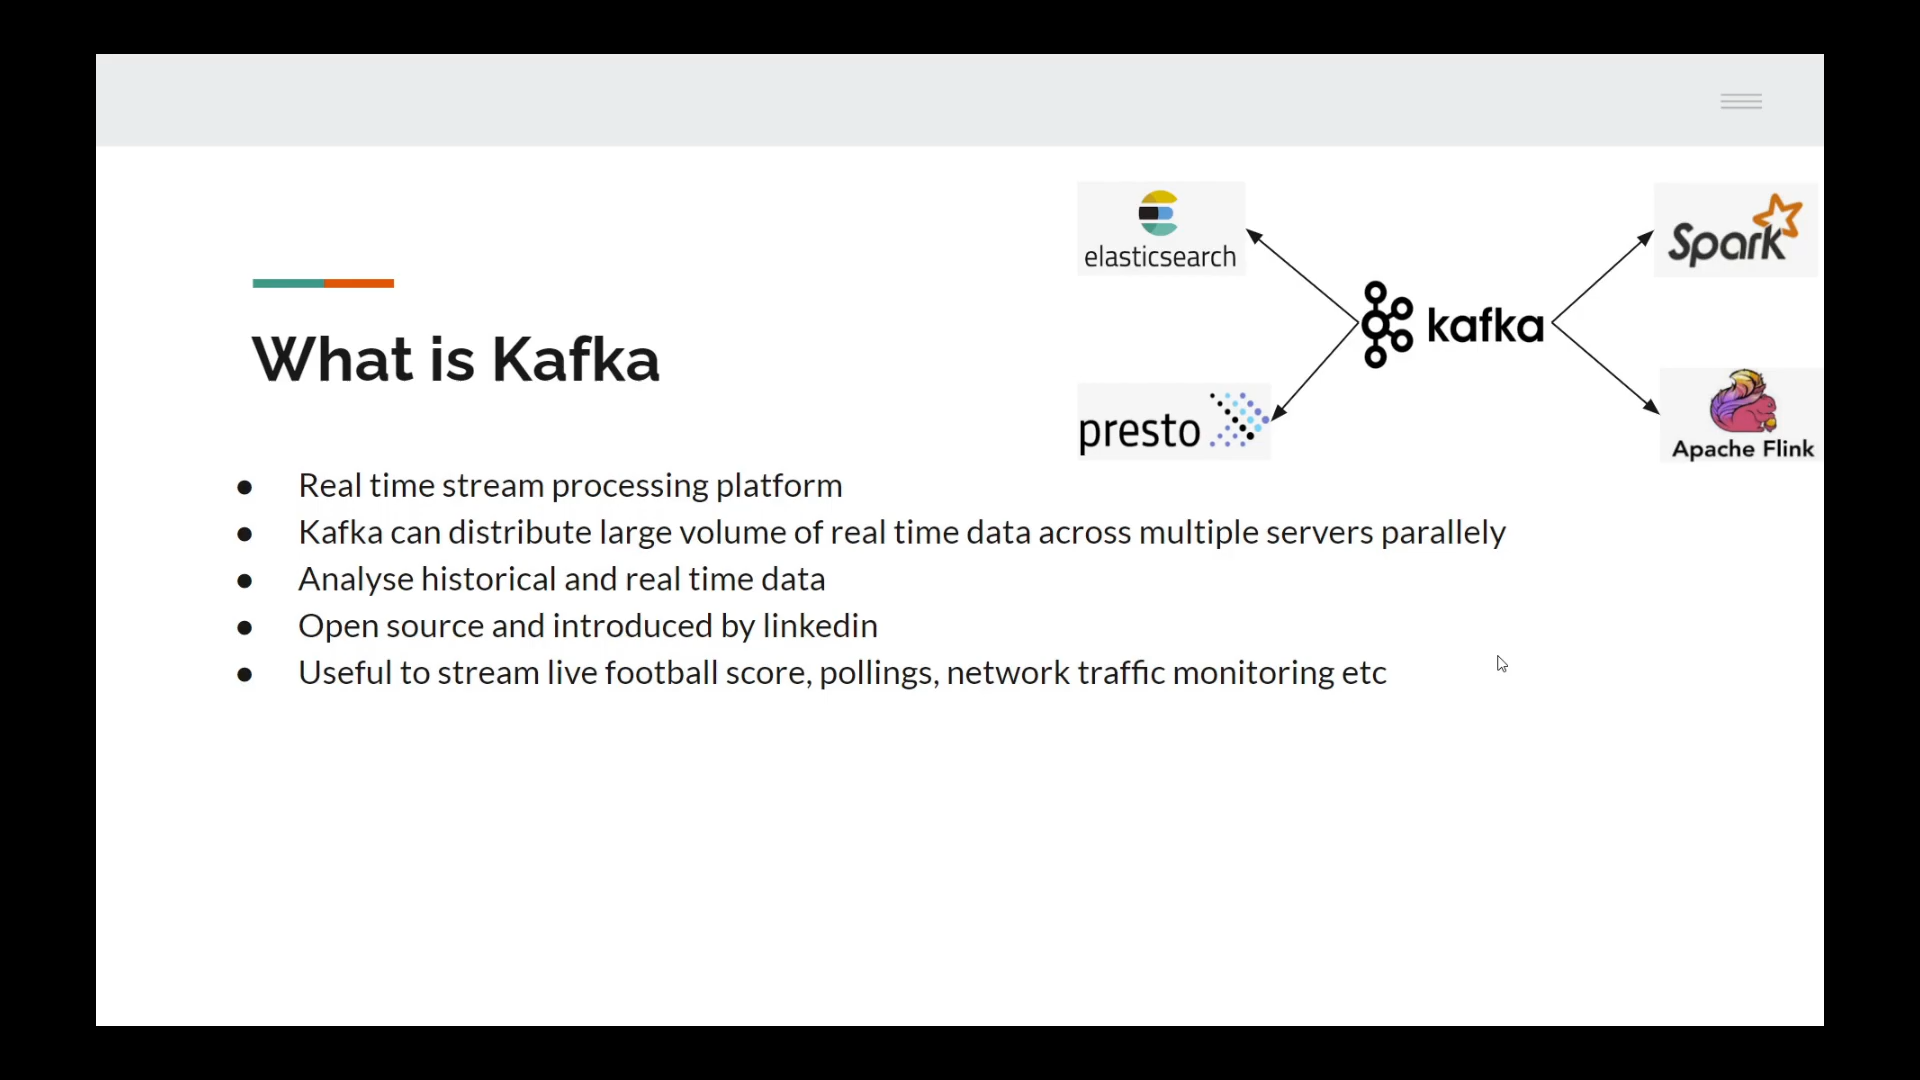 elasticsearch
Spark
kafka
What is Kafka
presto
Apache Flink
● Real time stream processing platform
● Kafka can distribute large volume of real time data across multiple servers parallely
● Analyse historical and real time data
● Open source and introduced by linkedin
● Useful to stream live football score, pollings, network traffic monitoring etc